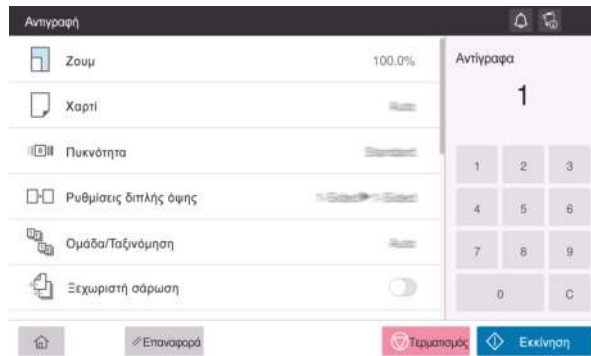 Αντιγραφή
Ζουμ 100.0%
Αντίγραφα
1
Χαρτί
Πυκνότητα
1 2 3
Ρυθμίσεις διπλής όψης
4 5 6
Ομάδα/Ταξινόμηση
7 8 9
Ξεχωριστή σάρωση
0 C
Επαναφορά
Τερματισμός
Εκκίνηση